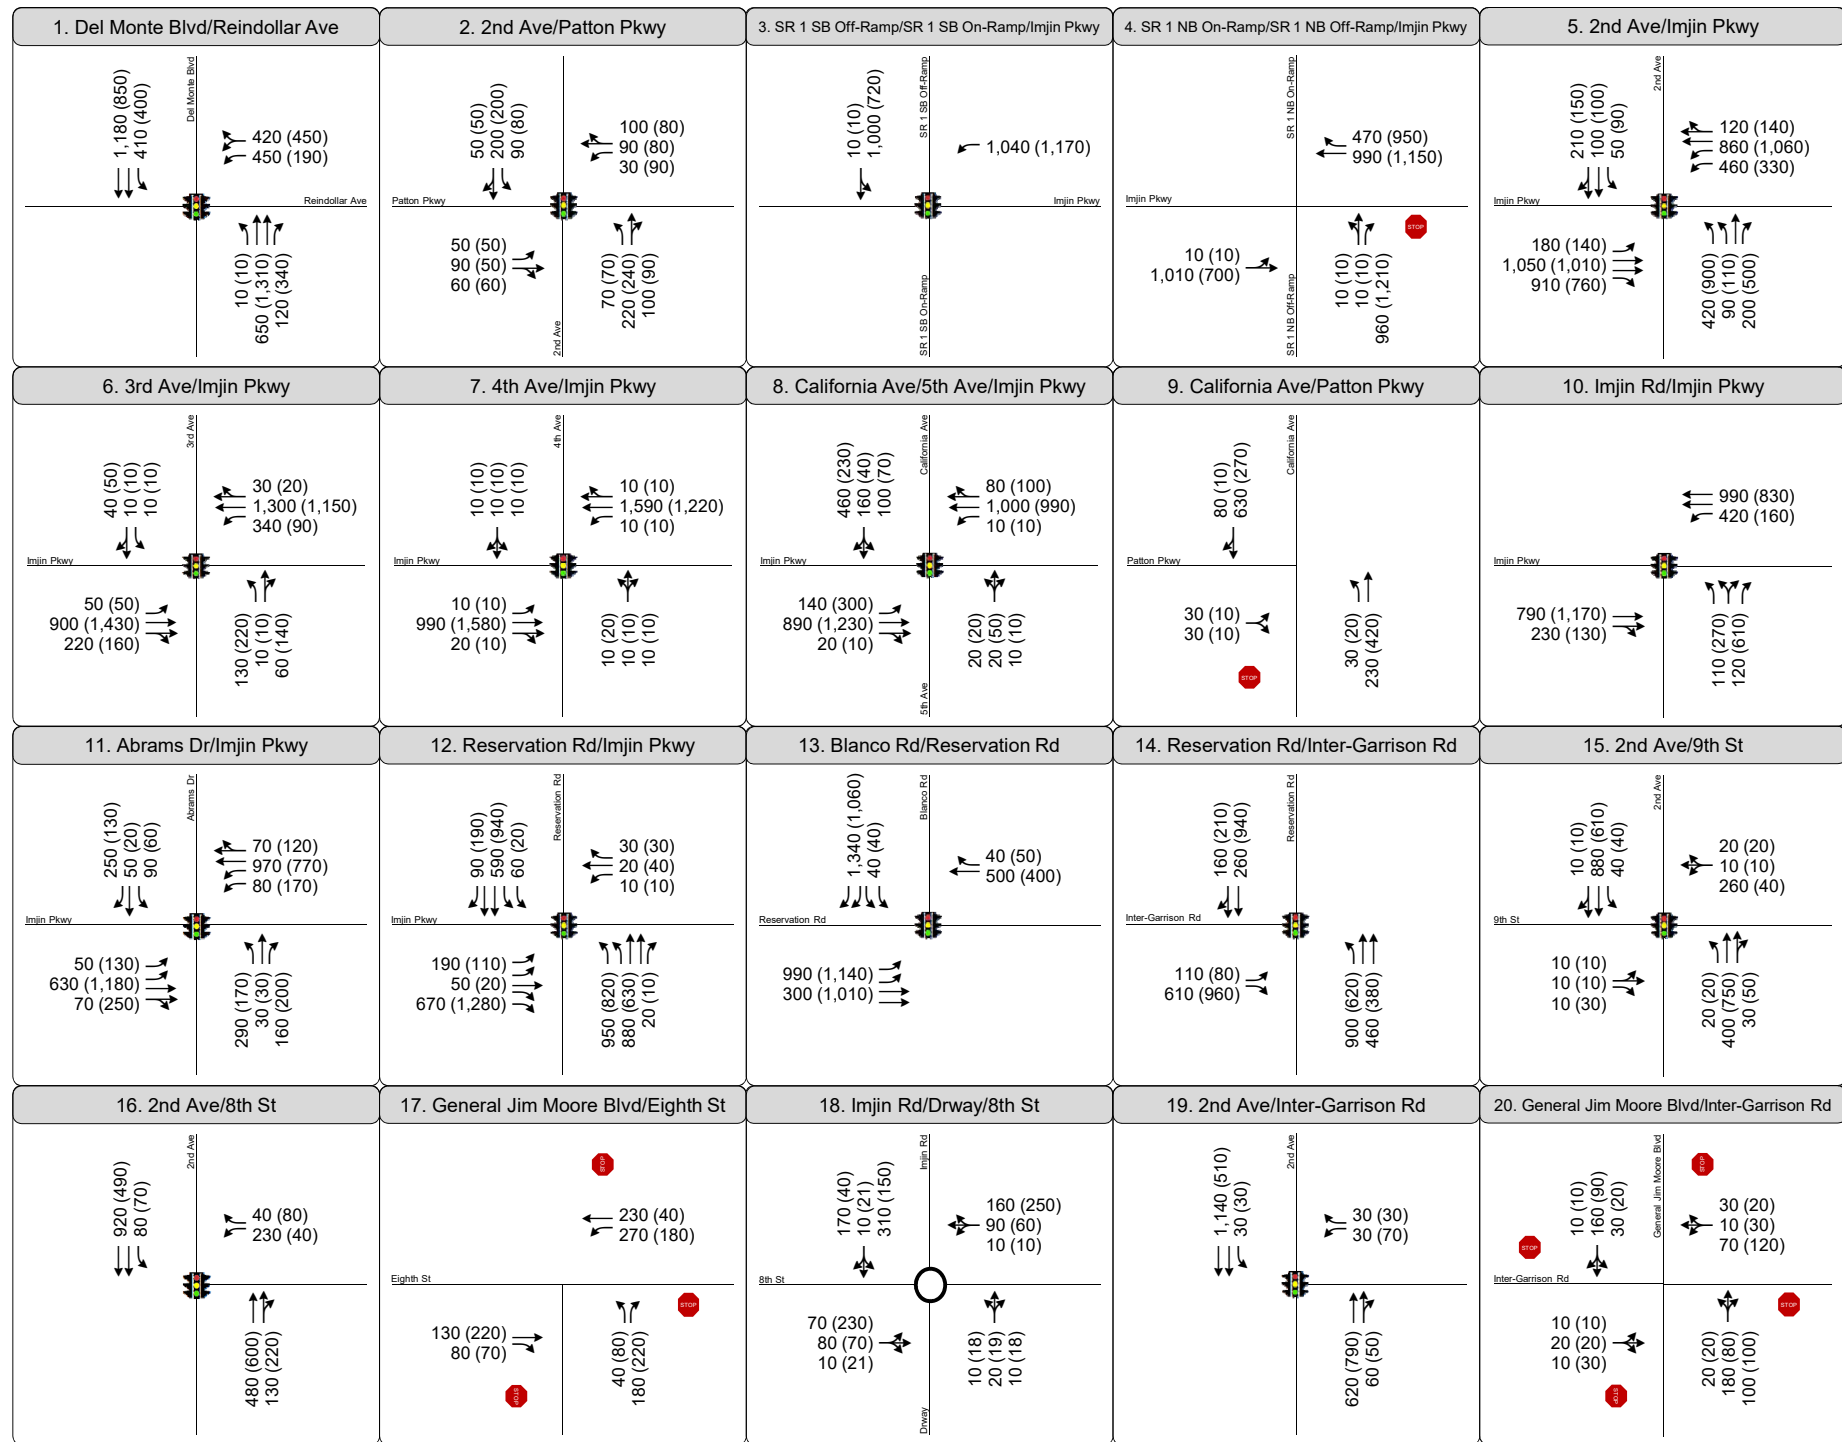 1. Del Monte Blvd/Reindollar Ave
Del Monte Blvd
1,180 (850)
410 (400)
420 (450)
450 (190)
Reindollar Ave
10 (10)
650 (1,310)
120 (340)
2. 2nd Ave/Patton Pkwy
50 (50)
200 (200)
90 (80)
100 (80)
90 (80)
30 (90)
Patton Pkwy
50 (50)
90 (50)
60 (60)
70 (70)
220 (240)
100 (90)
2nd Ave
3. SR 1 SB Off-Ramp/SR 1 SB On-Ramp/Imjin Pkwy
SR 1 SB Off-Ramp
10 (10)
1,000 (720)
1,040 (1,170)
Imjin Pkwy
SR 1 SB On-Ramp
4. SR 1 NB On-Ramp/SR 1 NB Off-Ramp/Imjin Pkwy
SR 1 NB On-Ramp
470 (950)
990 (1,150)
Imjin Pkwy
STOP
10 (10)
1,010 (700)
10 (10)
10 (10)
960 (1,210)
SR 1 NB Off-Ramp
5. 2nd Ave/Imjin Pkwy
2nd Ave
210 (150)
100 (100)
50 (90)
120 (140)
860 (1,060)
460 (330)
Imjin Pkwy
180 (140)
1,050 (1,010)
910 (760)
420 (900)
90 (110)
200 (500)
6. 3rd Ave/Imjin Pkwy
3rd Ave
40 (50)
10 (10)
10 (10)
30 (20)
1,300 (1,150)
340 (90)
Imjin Pkwy
50 (50)
900 (1,430)
220 (160)
130 (220)
10 (10)
60 (140)
7. 4th Ave/Imjin Pkwy
4th Ave
10 (10)
10 (10)
10 (10)
10 (10)
1,590 (1,220)
10 (10)
Imjin Pkwy
10 (10)
990 (1,580)
20 (10)
10 (20)
10 (10)
10 (10)
8. California Ave/5th Ave/Imjin Pkwy
California Ave
460 (230)
160 (40)
100 (70)
80 (100)
1,000 (990)
10 (10)
Imjin Pkwy
140 (300)
890 (1,230)
20 (10)
20 (20)
20 (50)
10 (10)
5th Ave
9. California Ave/Patton Pkwy
California Ave
80 (10)
630 (270)
Patton Pkwy
30 (10)
30 (10)
30 (20)
230 (420)
STOP
10. Imjin Rd/Imjin Pkwy
990 (830)
420 (160)
Imjin Pkwy
790 (1,170)
230 (130)
110 (270)
120 (610)
11. Abrams Dr/Imjin Pkwy
Abrams Dr
250 (130)
50 (20)
90 (60)
70 (120)
970 (770)
80 (170)
Imjin Pkwy
50 (130)
630 (1,180)
70 (250)
290 (170)
30 (30)
160 (200)
12. Reservation Rd/Imjin Pkwy
Reservation Rd
90 (190)
590 (940)
60 (20)
30 (30)
20 (40)
10 (10)
Imjin Pkwy
190 (110)
50 (20)
670 (1,280)
950 (820)
880 (630)
20 (10)
13. Blanco Rd/Reservation Rd
Blanco Rd
1,340 (1,060)
40 (40)
40 (50)
500 (400)
Reservation Rd
990 (1,140)
300 (1,010)
14. Reservation Rd/Inter-Garrison Rd
Reservation Rd
160 (210)
260 (940)
Inter-Garrison Rd
110 (80)
610 (960)
900 (620)
460 (380)
15. 2nd Ave/9th St
2nd Ave
10 (10)
880 (610)
40 (40)
20 (20)
10 (10)
260 (40)
9th St
10 (10)
10 (10)
10 (30)
20 (20)
400 (750)
30 (50)
16. 2nd Ave/8th St
2nd Ave
920 (490)
80 (70)
40 (80)
230 (40)
480 (600)
130 (220)
17. General Jim Moore Blvd/Eighth St
STOP
230 (40)
270 (180)
Eighth St
STOP
130 (220)
80 (70)
40 (80)
180 (220)
STOP
18. Imjin Rd/Drway/8th St
Imjin Rd
170 (40)
10 (21)
310 (150)
160 (250)
90 (60)
10 (10)
8th St
70 (230)
80 (70)
10 (21)
10 (18)
20 (19)
10 (18)
Drway
19. 2nd Ave/Inter-Garrison Rd
2nd Ave
1,140 (510)
30 (30)
30 (30)
30 (70)
620 (790)
60 (50)
20. General Jim Moore Blvd/Inter-Garrison Rd
General Jim Moore Blvd
STOP
10 (10)
160 (90)
30 (20)
30 (20)
10 (30)
70 (120)
STOP
Inter-Garrison Rd
STOP
10 (10)
20 (20)
10 (30)
20 (20)
180 (80)
100 (100)
STOP